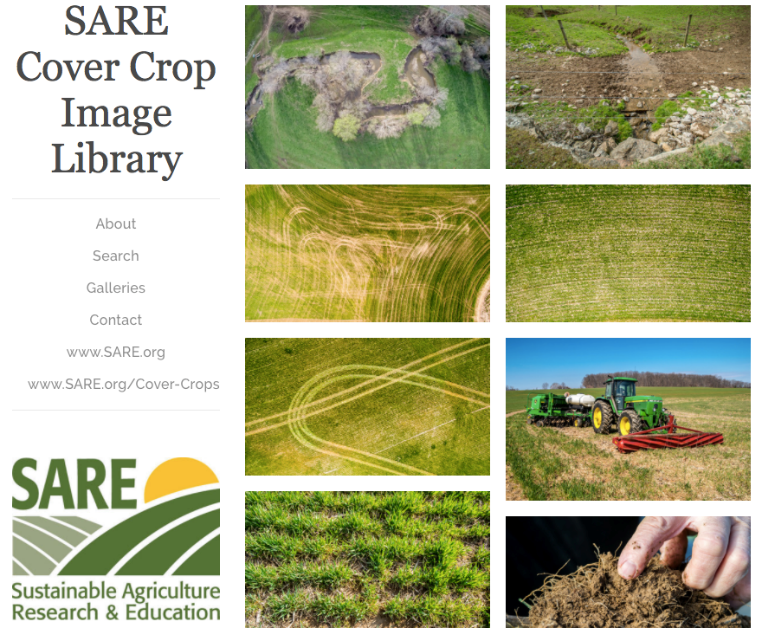 SARE
Cover Crop
Image
Library
About
Search
Galleries
Contact
www.SARE.org
www.SARE.org/Cover-Crops
SARE
Sustainable Agriculture
Research & Education